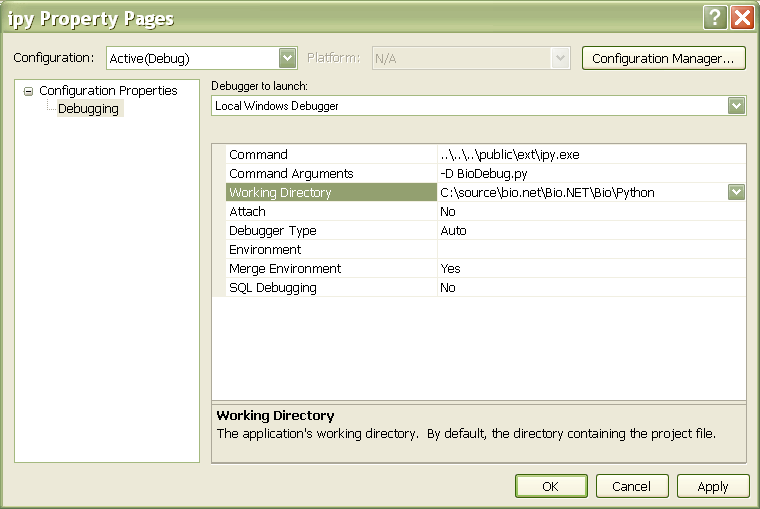 ipy Property Pages
Configuration: Active(Debug) Platform: N/A Configuration Manager...
Configuration Properties
Debugging
Debugger to launch:
Local Windows Debugger
Command ..\..\..\public\ext\ipy.exe
Command Arguments -D BioDebug.py
Working Directory C:\source\bio.net\Bio.NET\Bio\Python
Attach No
Debugger Type Auto
Environment
Merge Environment Yes
SQL Debugging No
Working Directory
The application's working directory.  By default, the directory containing the project file.
OK Cancel Apply